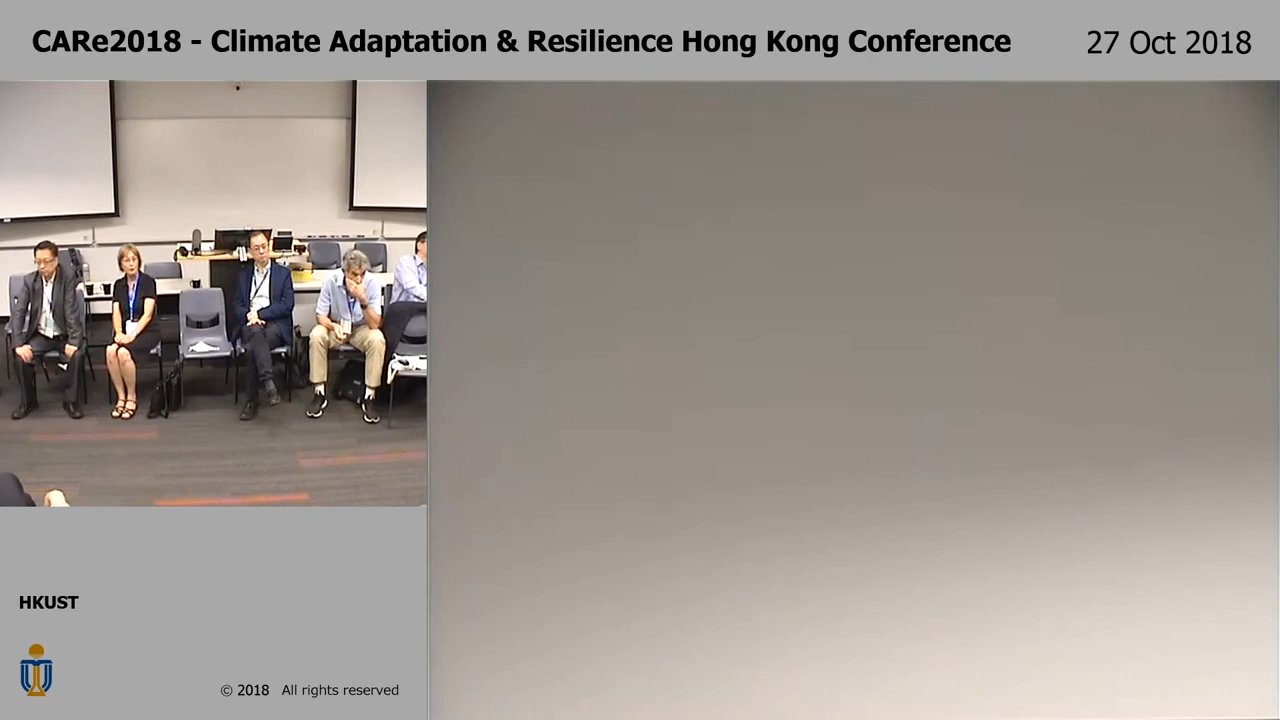 CARe2018 - Climate Adaptation & Resilience Hong Kong Conference
27 Oct 2018
HKUST
© 2018 All rights reserved